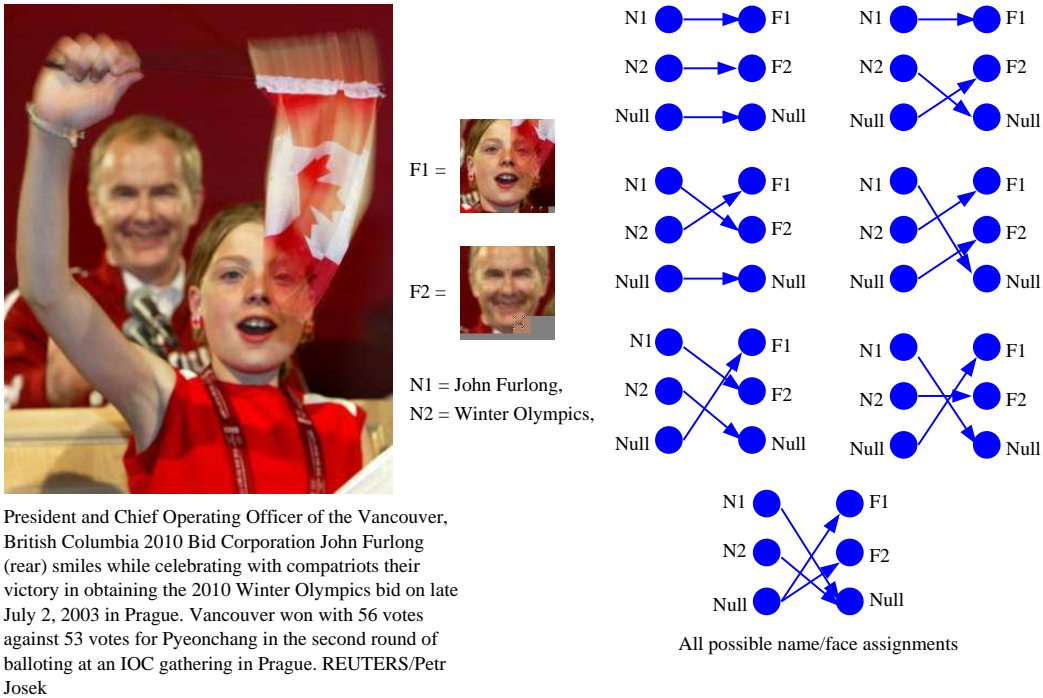 F1 =
F2 =
N1 = John Furlong,
N2 = Winter Olympics,
President and Chief Operating Officer of the Vancouver,
British Columbia 2010 Bid Corporation John Furlong
(rear) smiles while celebrating with compatriots their
victory in obtaining the 2010 Winter Olympics bid on late
July 2, 2003 in Prague. Vancouver won with 56 votes
against 53 votes for Pyeonchang in the second round of
balloting at an IOC gathering in Prague. REUTERS/Petr
Josek
N1 F1
N2 F2
Null Null
N1 F1
N2 F2
Null Null
N1 F1
N2 F2
Null Null
N1 F1
N2 F2
Null Null
N1 F1
N2 F2
Null Null
N1 F1
N2 F2
Null Null
N1 F1
N2 F2
Null Null
All possible name/face assignments